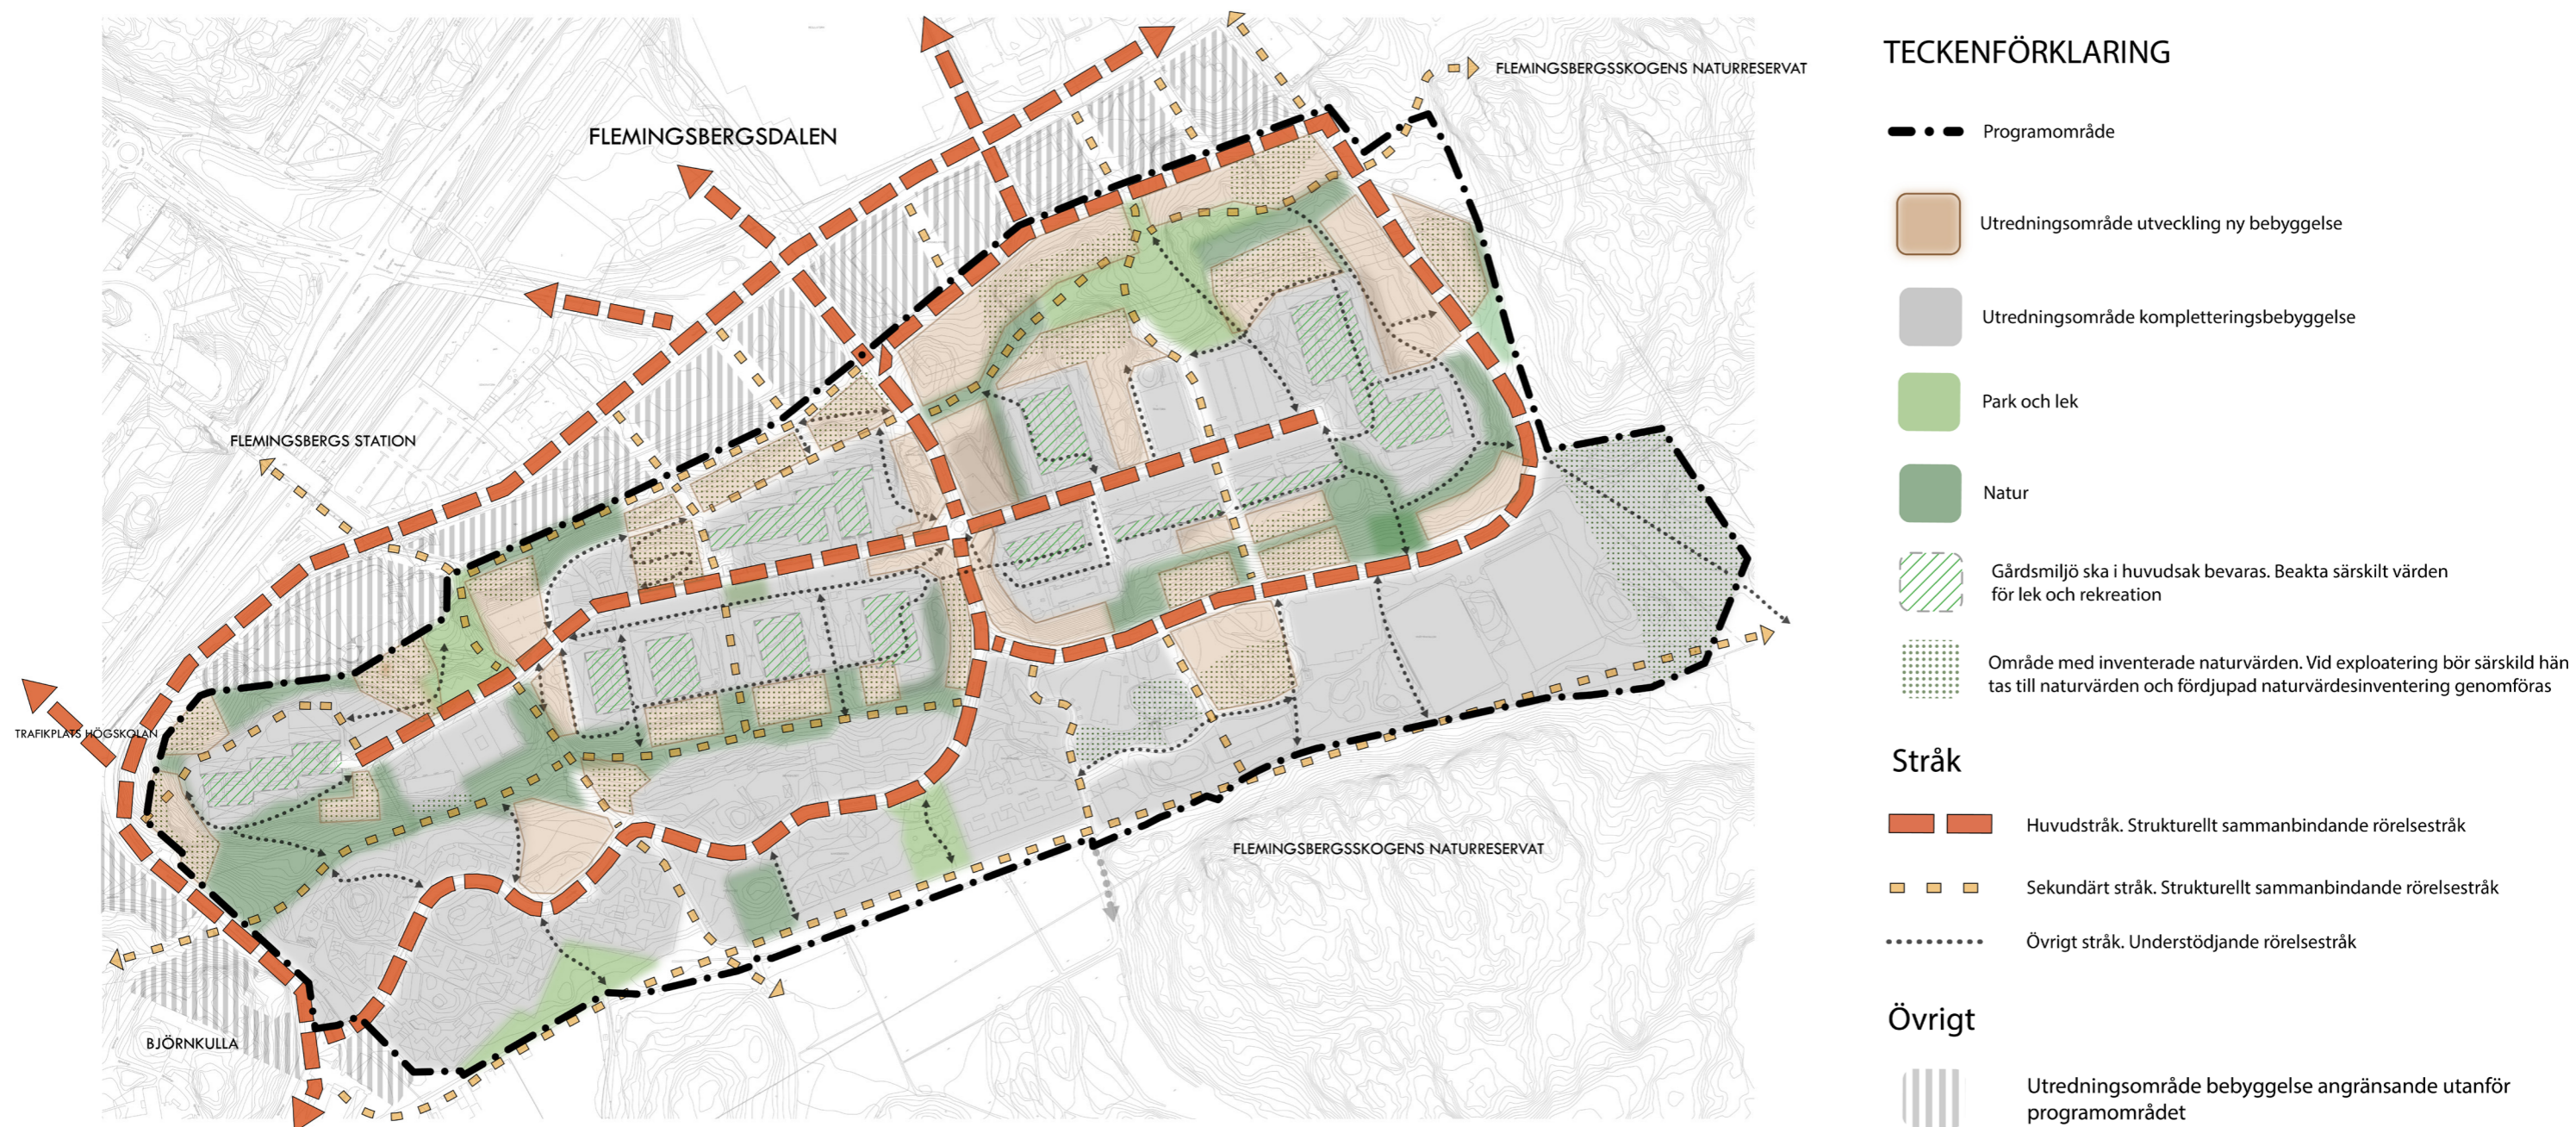 FLEMINGSBERGSSKOGENS NATURRESERVAT
FLEMINGSBERGSDALEN
FLEMINGSBERGS STATION
TRAFIKPLATS HÖGSKOLAN
FLEMINGSBERGSSKOGENS NATURRESERVAT
BJÖRNKULLA
TECKENFÖRKLARING
Programområde
Utredningsområde utveckling ny bebyggelse
Utredningsområde kompletteringsbebyggelse
Park och lek
Natur
Gårdsmiljö ska i huvudsak bevaras. Beakta särskilt värden
för lek och rekreation
Område med inventerade naturvärden. Vid exploatering bör särskild hän
tas till naturvärden och fördjupad naturvärdesinventering genomföras
Stråk
Huvudstråk. Strukturellt sammanbindande rörelsestråk
Sekundärt stråk. Strukturellt sammanbindande rörelsestråk
Övrigt stråk. Understödjande rörelsestråk
Övrigt
Utredningsområde bebyggelse angränsande utanför
programområdet